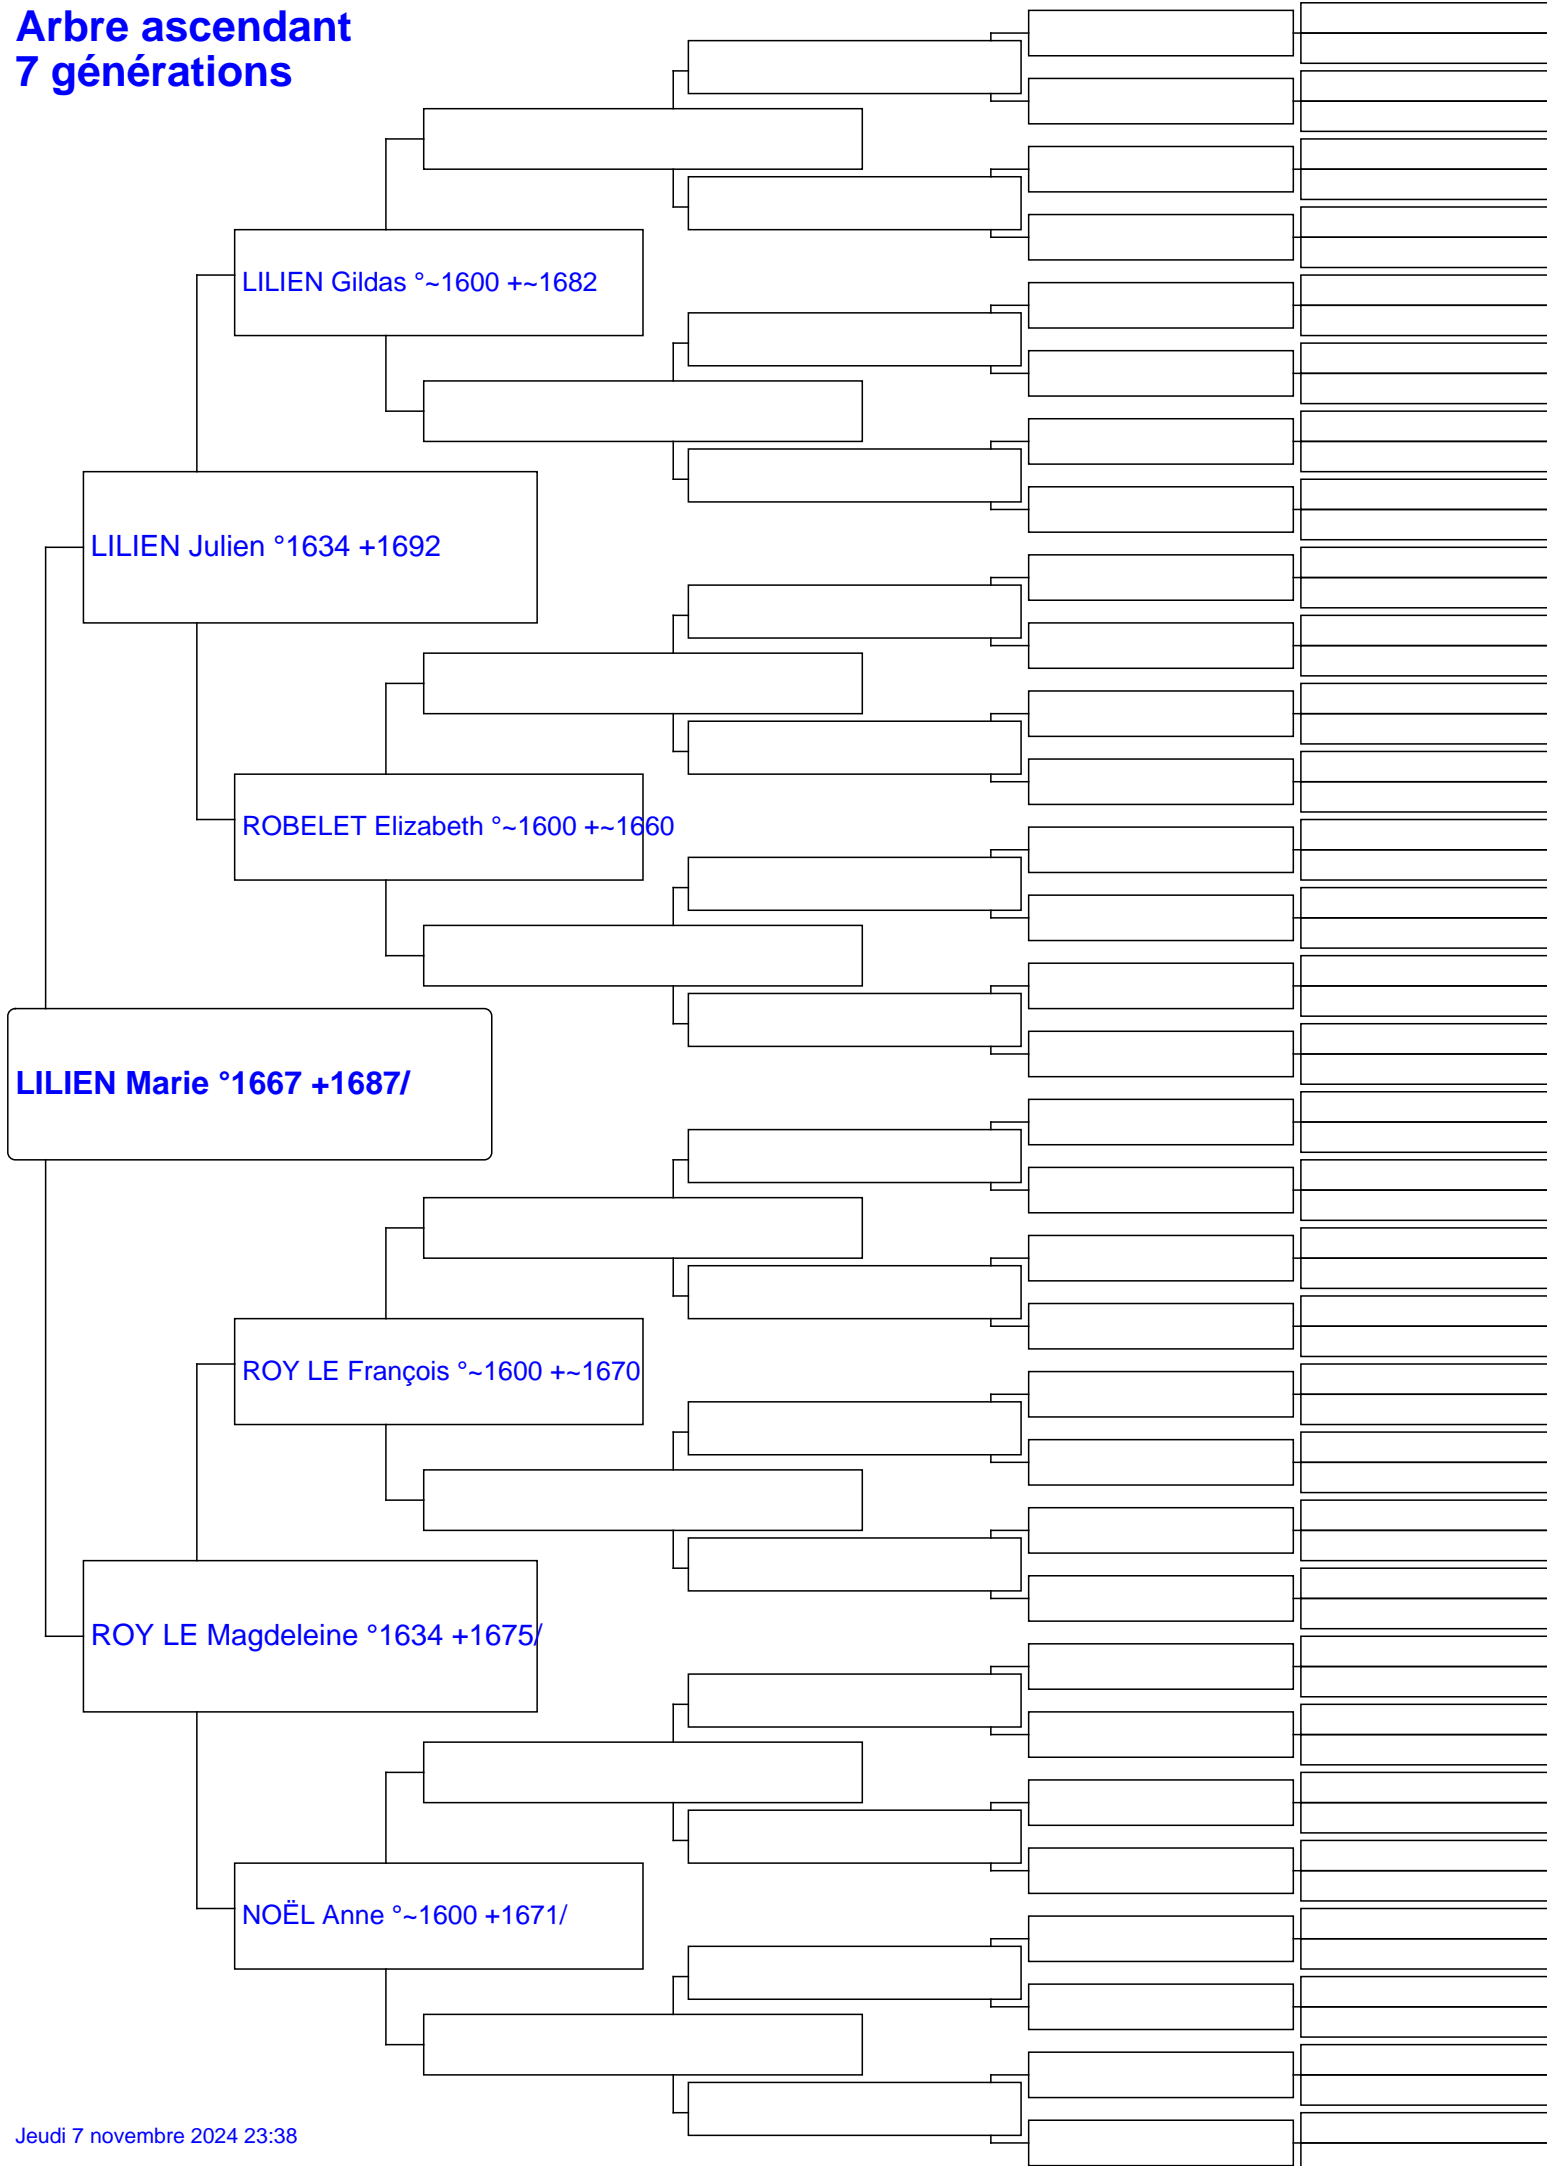 Arbre ascendant
7 générations
LILIEN Gildas °~1600 +~1682
LILIEN Julien °1634 +1692
ROBELET Elizabeth °~1600 +~1660
LILIEN Marie °1667 +1687/
ROY LE François °~1600 +~1670
ROY LE Magdeleine °1634 +1675/
NOËL Anne °~1600 +1671/
Jeudi 7 novembre 2024 23:38